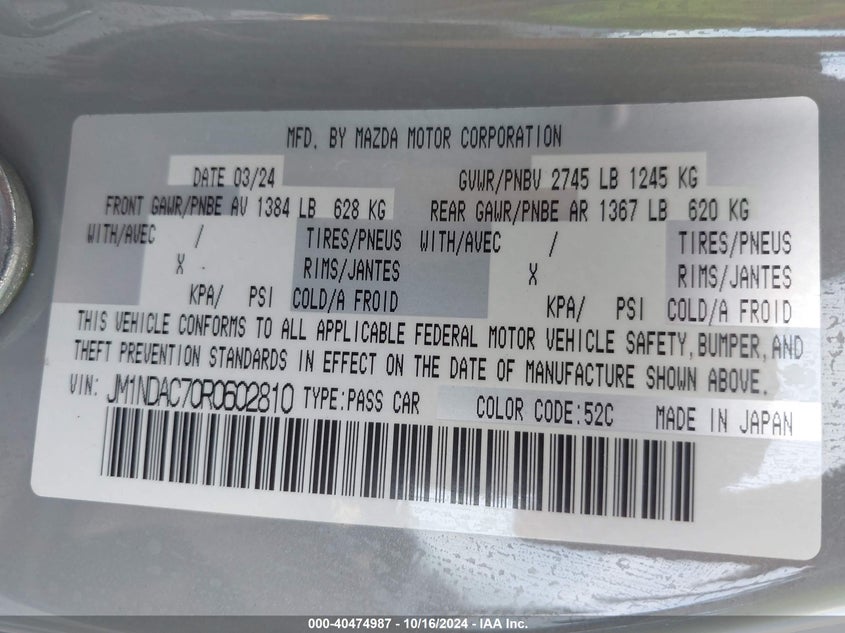 MFD. BY MAZDA MOTOR CORPORATION
DATE 03/24 GVWR/PNBV 2745 LB 1245 KG
FRONT GAWR/PNBE AV 1384 LB 628 KG REAR GAWR/PNBE AR 1367 LB 620 KG
WITH/AVEC / TIRES/PNEUS WITH/AVEC / TIRES/PNEUS
X - RIMS/JANTES X RIMS/JANTES
KPA/ PSI COLD/A FROID KPA/ PSI COLD/A FROID
THIS VEHICLE CONFORMS TO ALL APPLICABLE FEDERAL MOTOR VEHICLE SAFETY, BUMPER, AND
THEFT PREVENTION STANDARDS IN EFFECT ON THE DATE OF MANUFACTURE SHOWN ABOVE.
VIN: JM1NDAC70R0602810 TYPE:PASS CAR COLOR CODE:52C MADE IN JAPAN
000-40474987 - 10/16/2024 - IAA Inc.